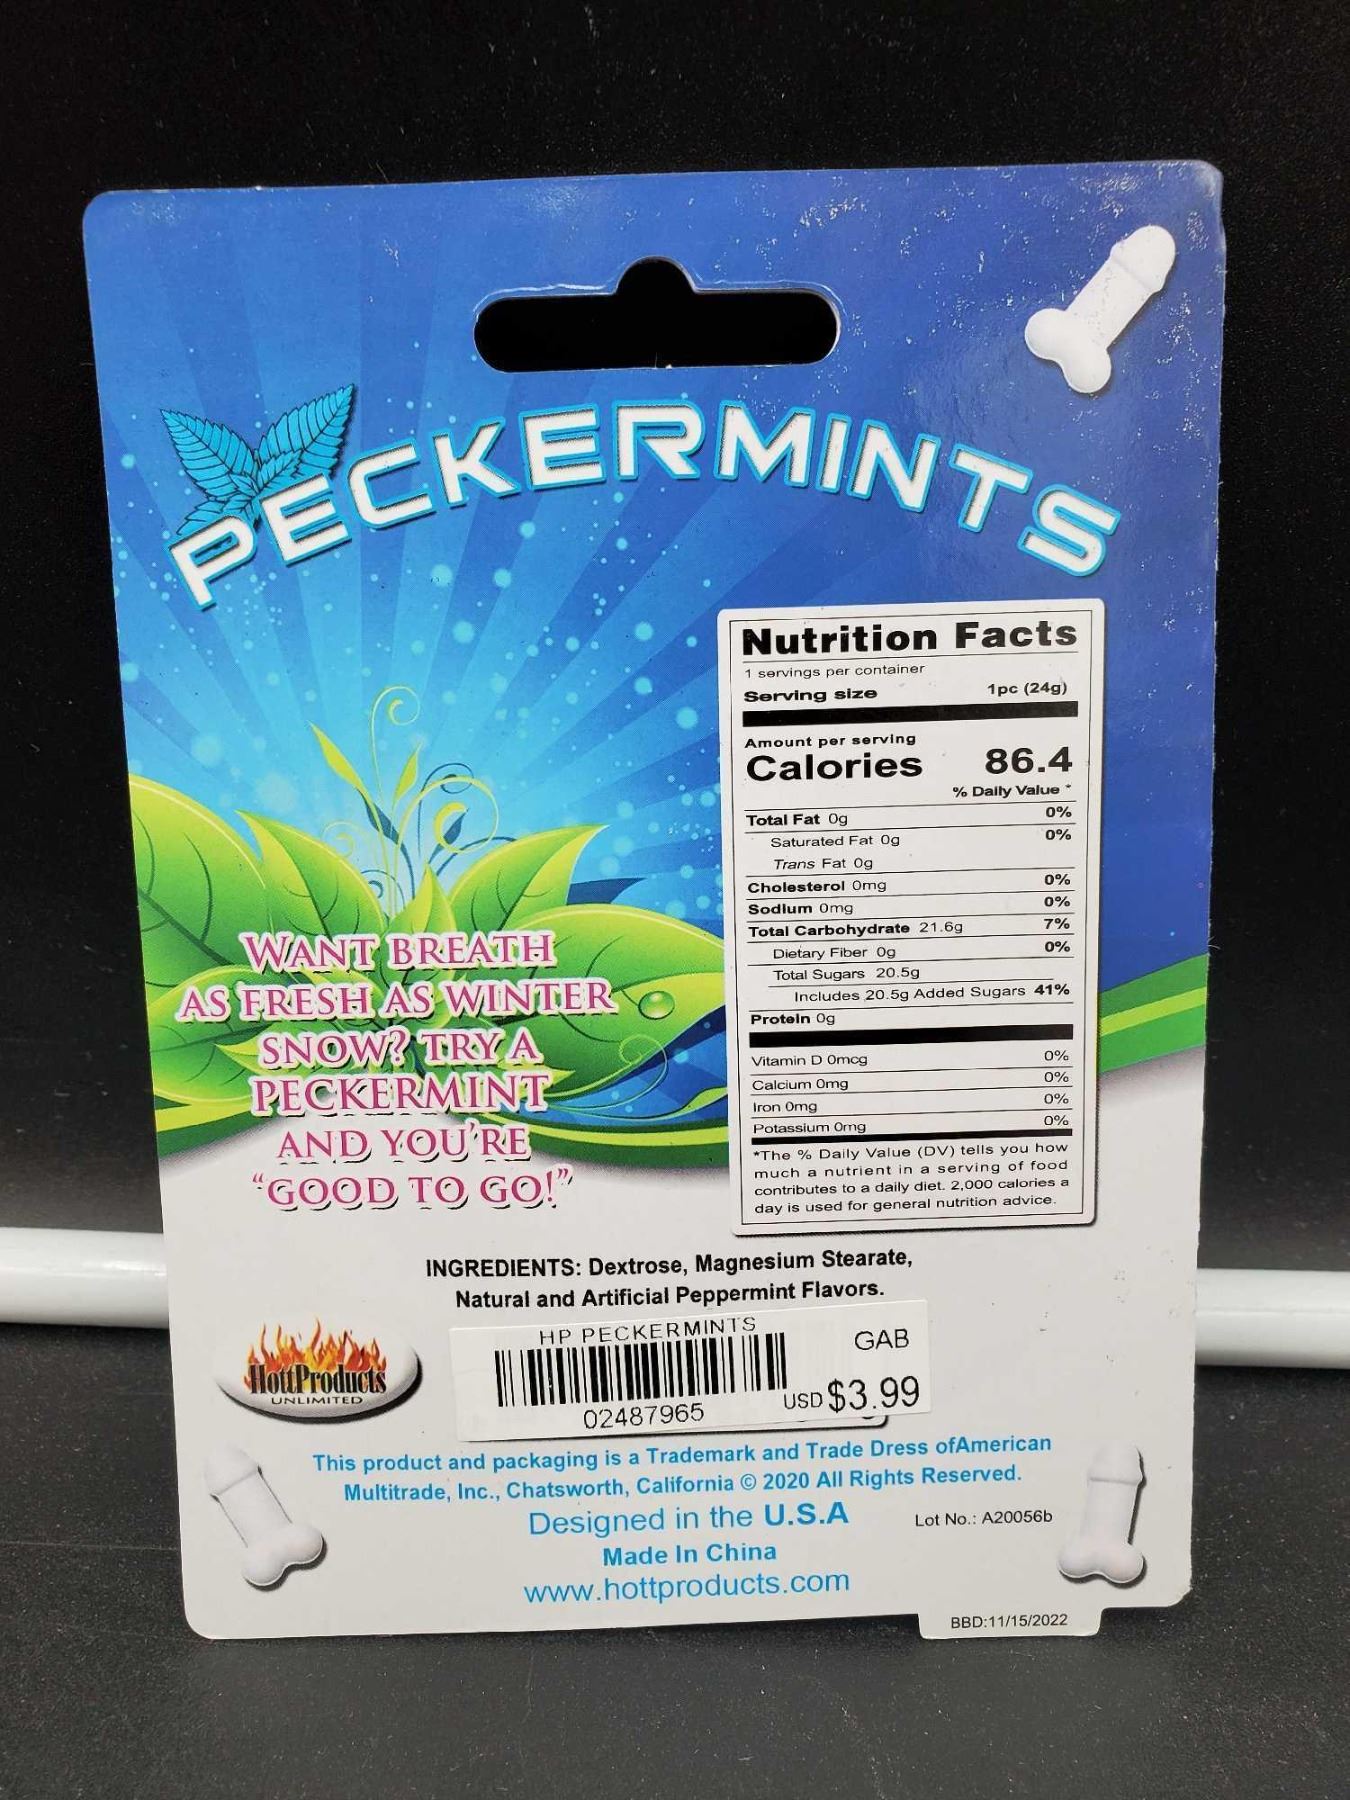 PECKERMINTS
WANT BREATH
AS FRESH AS WINTER
SNOW? TRY A
PECKERMINT
AND YOU'RE
"GOOD TO GO!"
Nutrition Facts
1 servings per container
Serving size 1pc (24g)
Amount per serving
Calories 86.4
% Daily Value *
Total Fat 0g 0%
Saturated Fat 0g 0%
Trans Fat 0g
Cholesterol 0mg 0%
Sodium 0mg 0%
Total Carbohydrate 21.6g 7%
Dietary Fiber 0g 0%
Total Sugars 20.5g
Includes 20.5g Added Sugars 41%
Protein 0g
Vitamin D 0mcg 0%
Calcium 0mg 0%
Iron 0mg 0%
Potassium 0mg 0%
*The % Daily Value (DV) tells you how
much a nutrient in a serving of food
contributes to a daily diet. 2,000 calories a
day is used for general nutrition advice.
INGREDIENTS: Dextrose, Magnesium Stearate,
Natural and Artificial Peppermint Flavors.
HottProducts
UNLIMITED
HP PECKERMINTS
GAB
02487965
USD $3.99
This product and packaging is a Trademark and Trade Dress ofAmerican
Multitrade, Inc., Chatsworth, California © 2020 All Rights Reserved.
Designed in the U.S.A
Lot No.: A20056b
Made In China
www.hottproducts.com
BBD:11/15/2022